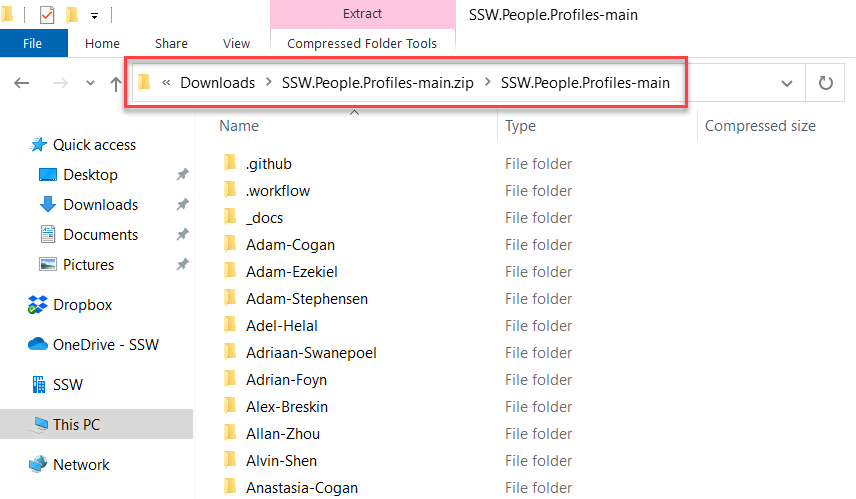 Extract
SSW.People.Profiles-main
File
Home
Share
View
Compressed Folder Tools
« Downloads > SSW.People.Profiles-main.zip > SSW.People.Profiles-main
Name
Type
Compressed size
Quick access
Desktop
Downloads
Documents
Pictures
Dropbox
OneDrive - SSW
SSW
This PC
Network
.github File folder
.workflow File folder
_docs File folder
Adam-Cogan File folder
Adam-Ezekiel File folder
Adam-Stephensen File folder
Adel-Helal File folder
Adriaan-Swanepoel File folder
Adrian-Foyn File folder
Alex-Breskin File folder
Allan-Zhou File folder
Alvin-Shen File folder
Anastasia-Cogan File folder